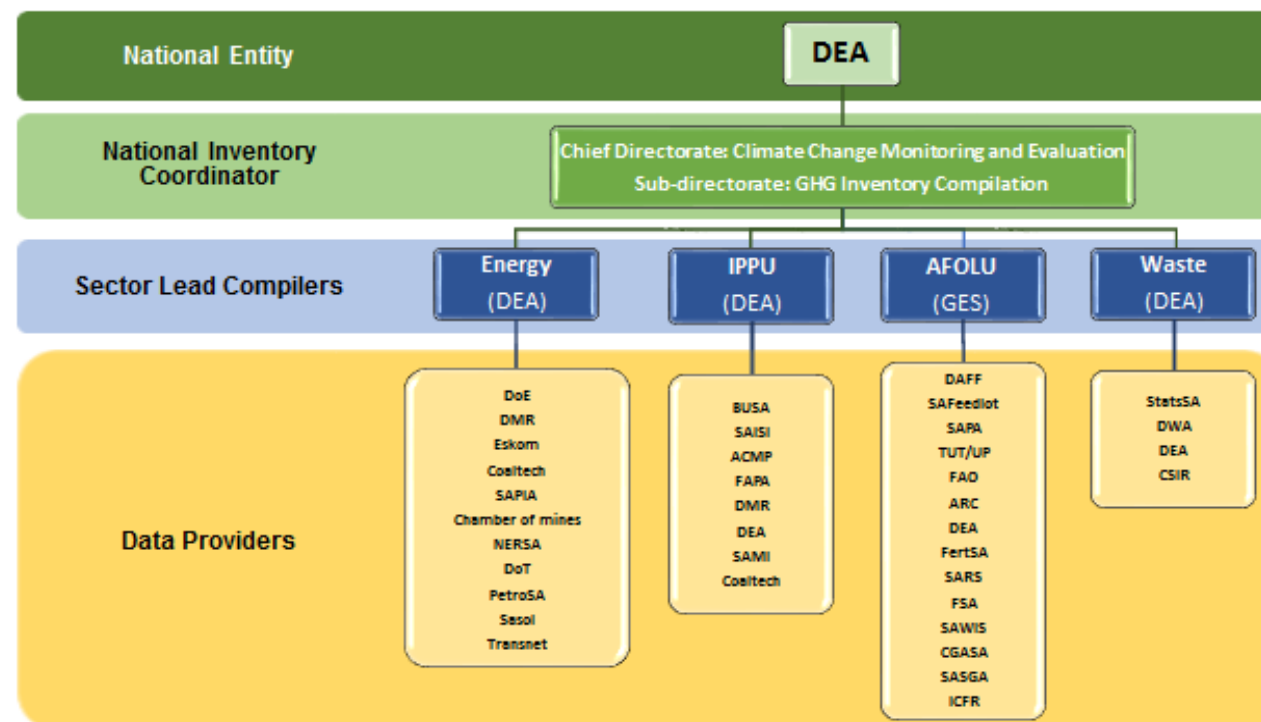 National Entity
DEA
National Inventory
Coordinator
Chief Directorate: Climate Change Monitoring and Evaluation
Sub-directorate: GHG Inventory Compilation
Sector Lead Compilers
Energy
(DEA)
IPPU
(DEA)
AFOLU
(GES)
Waste
(DEA)
Data Providers
DoE
DMR
Eskom
Coaltech
SAPIA
Chamber of mines
NERSA
DoT
PetroSA
Sasol
Transnet
BUSA
SAISI
ACMP
FAPA
DMR
DEA
SAMI
Coaltech
DAFF
SAFeedlot
SAPA
TUT/UP
FAO
ARC
DEA
FertSA
SARS
FSA
SAWIS
CGASA
SASGA
ICFR
StatsSA
DWA
DEA
CSIR